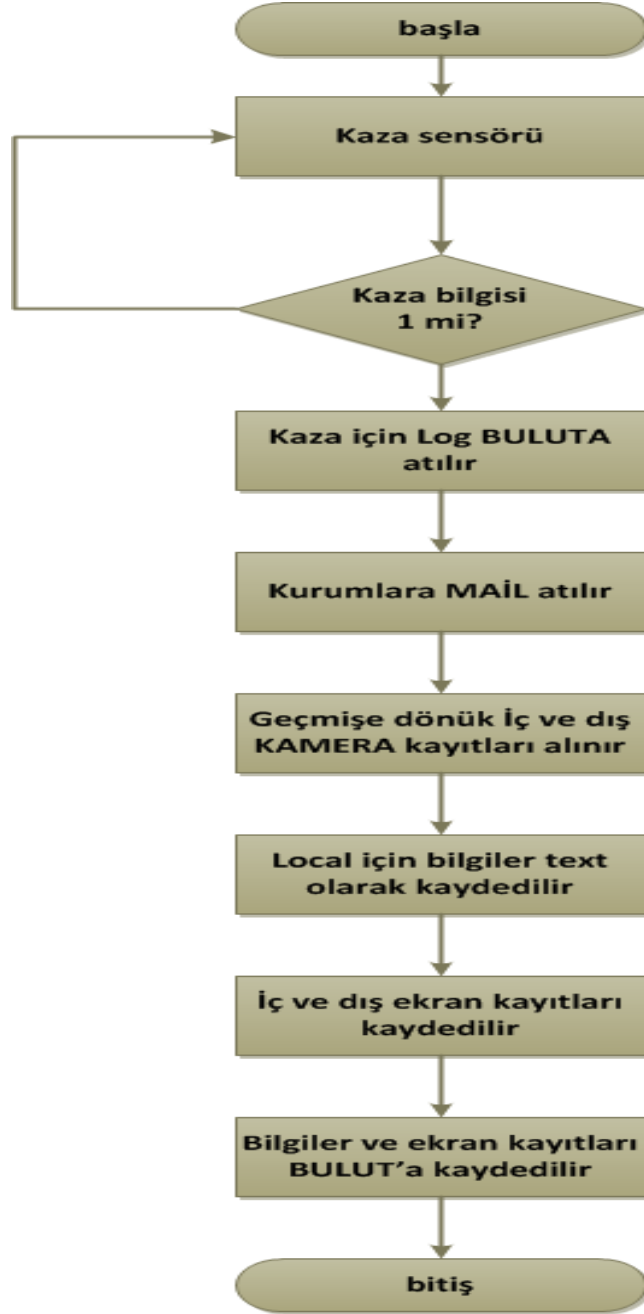 başla
Kaza sensörü
Kaza bilgisi
1 mi?
Kaza için Log BULUTA
atılır
Kurumlara MAİL atılır
Geçmişe dönük İç ve dış
KAMERA kayıtları alınır
Local için bilgiler text
olarak kaydedilir
İç ve dış ekran kayıtları
kaydedilir
Bilgiler ve ekran kayıtları
BULUT’a kaydedilir
bitiş